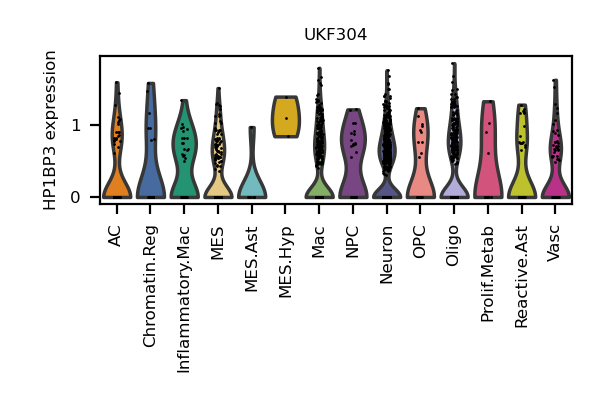 UKF304
HP1BP3 expression
1
0
AC
Chromatin.Reg
Inflammatory.Mac
MES
MES.Ast
MES.Hyp
Mac
NPC
Neuron
OPC
Oligo
Prolif.Metab
Reactive.Ast
Vasc